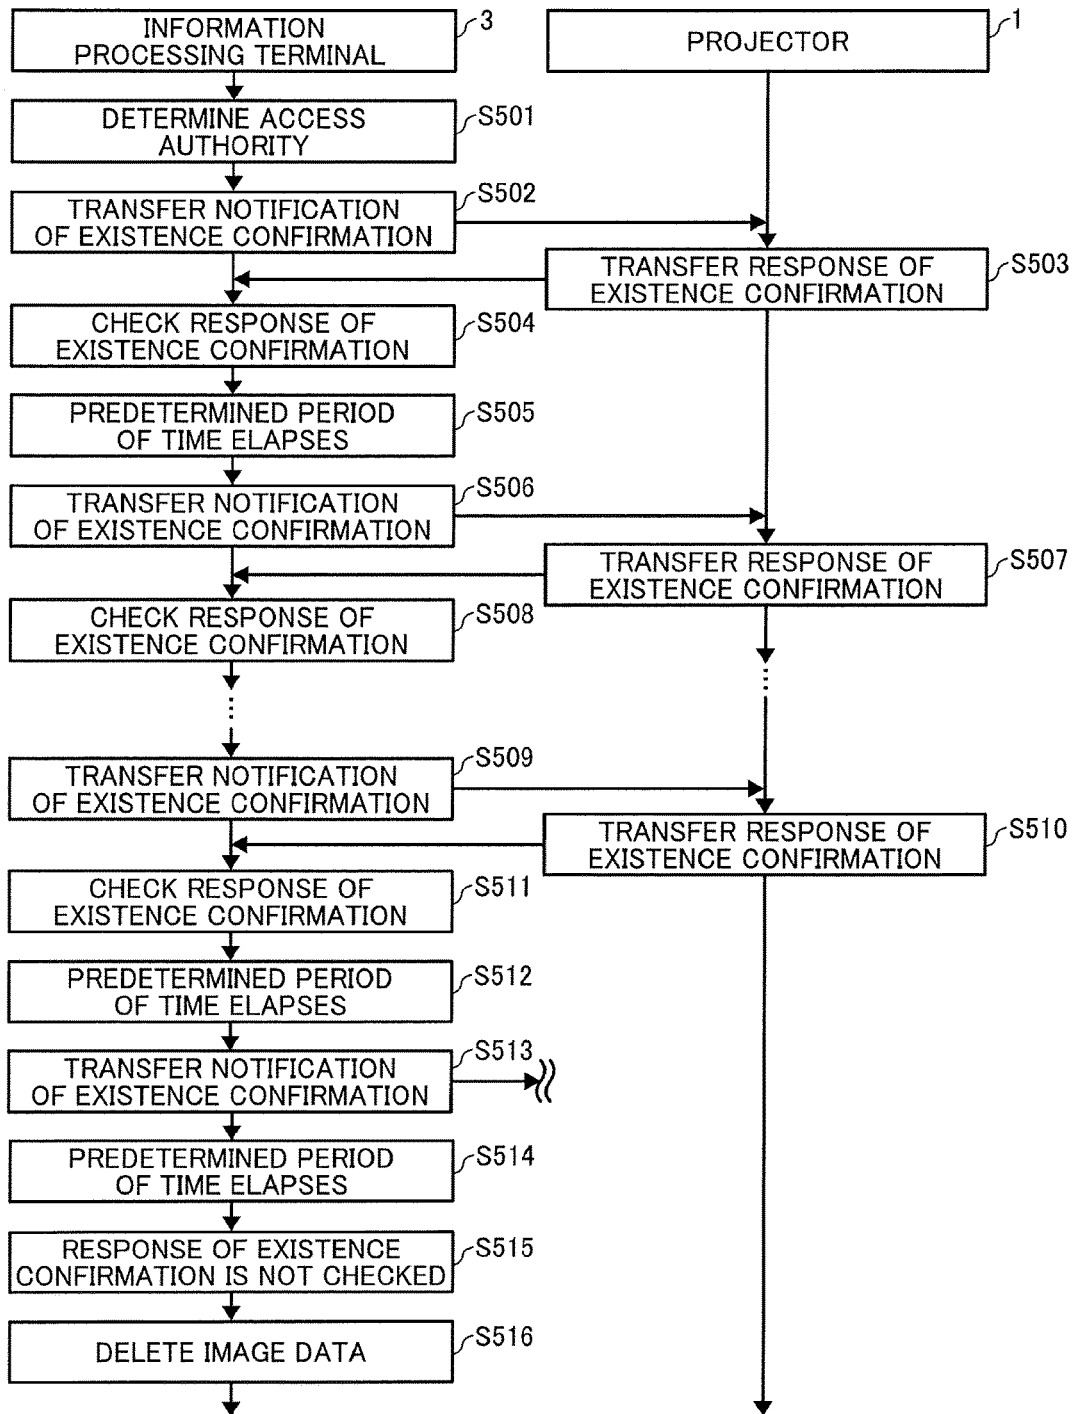 INFORMATION
PROCESSING TERMINAL
3
PROJECTOR
1
DETERMINE ACCESS
AUTHORITY
S501
TRANSFER NOTIFICATION
OF EXISTENCE CONFIRMATION
S502
TRANSFER RESPONSE OF
EXISTENCE CONFIRMATION
S503
CHECK RESPONSE OF
EXISTENCE CONFIRMATION
S504
PREDETERMINED PERIOD
OF TIME ELAPSES
S505
TRANSFER NOTIFICATION
OF EXISTENCE CONFIRMATION
S506
TRANSFER RESPONSE OF
EXISTENCE CONFIRMATION
S507
CHECK RESPONSE OF
EXISTENCE CONFIRMATION
S508
TRANSFER NOTIFICATION
OF EXISTENCE CONFIRMATION
S509
TRANSFER RESPONSE OF
EXISTENCE CONFIRMATION
S510
CHECK RESPONSE OF
EXISTENCE CONFIRMATION
S511
PREDETERMINED PERIOD
OF TIME ELAPSES
S512
TRANSFER NOTIFICATION
OF EXISTENCE CONFIRMATION
S513
PREDETERMINED PERIOD
OF TIME ELAPSES
S514
RESPONSE OF EXISTENCE
CONFIRMATION IS NOT CHECKED
S515
DELETE IMAGE DATA
S516